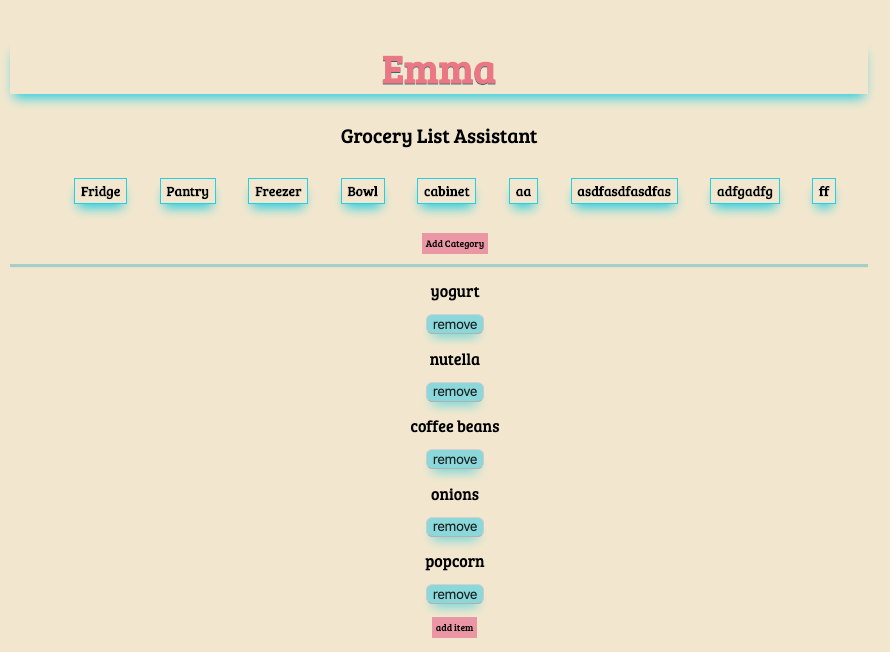 Emma
Grocery List Assistant
Fridge Pantry Freezer Bowl cabinet aa asdfasdfasdfas adfgadfg ff
Add Category
yogurt
remove
nutella
remove
coffee beans
remove
onions
remove
popcorn
remove
add item